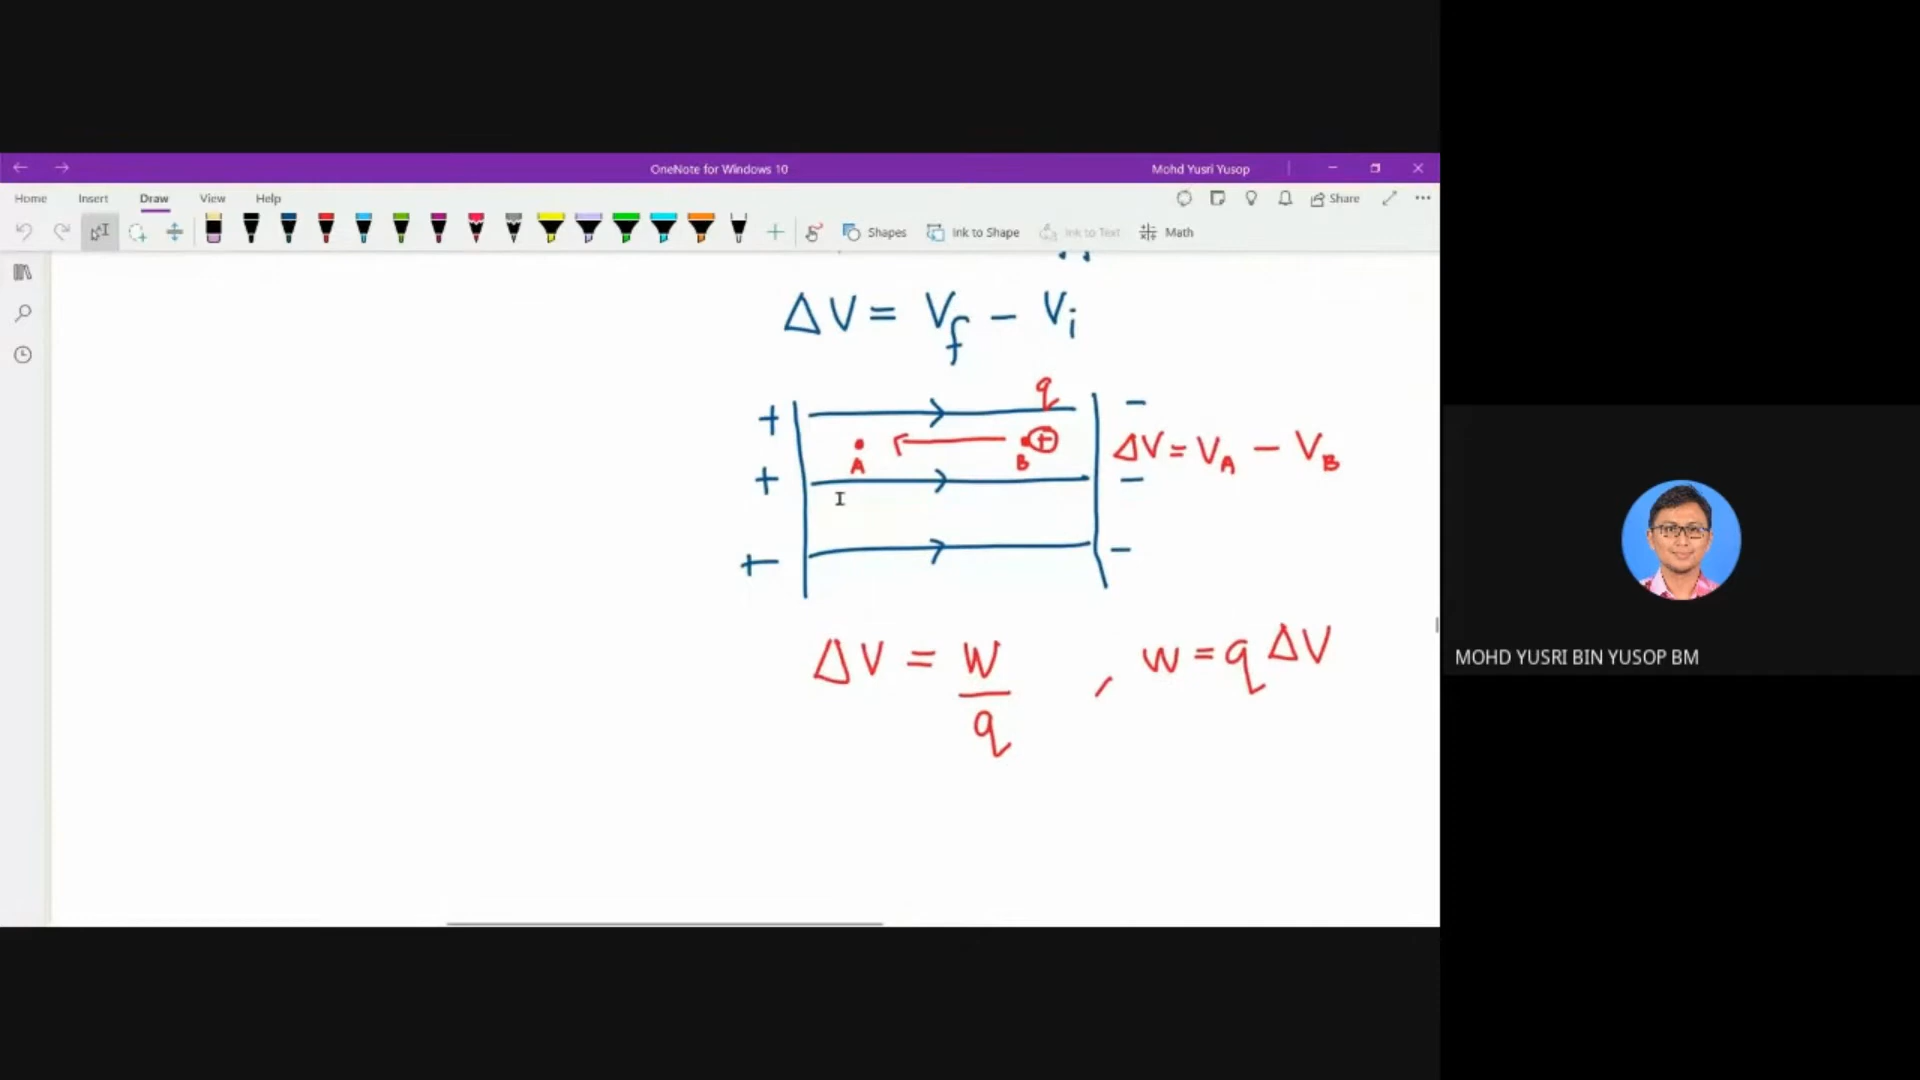 OneNote for Windows 10
Mohd Yusri Yusop
Home Insert Draw View Help
Share
Shapes Ink to Shape Ink to Text Math
ΔV = Vf − Vi
q
+ −
A B + ΔV = VA − VB
+ −
+ −
ΔV = W/q , W = qΔV
MOHD YUSRI BIN YUSOP BM